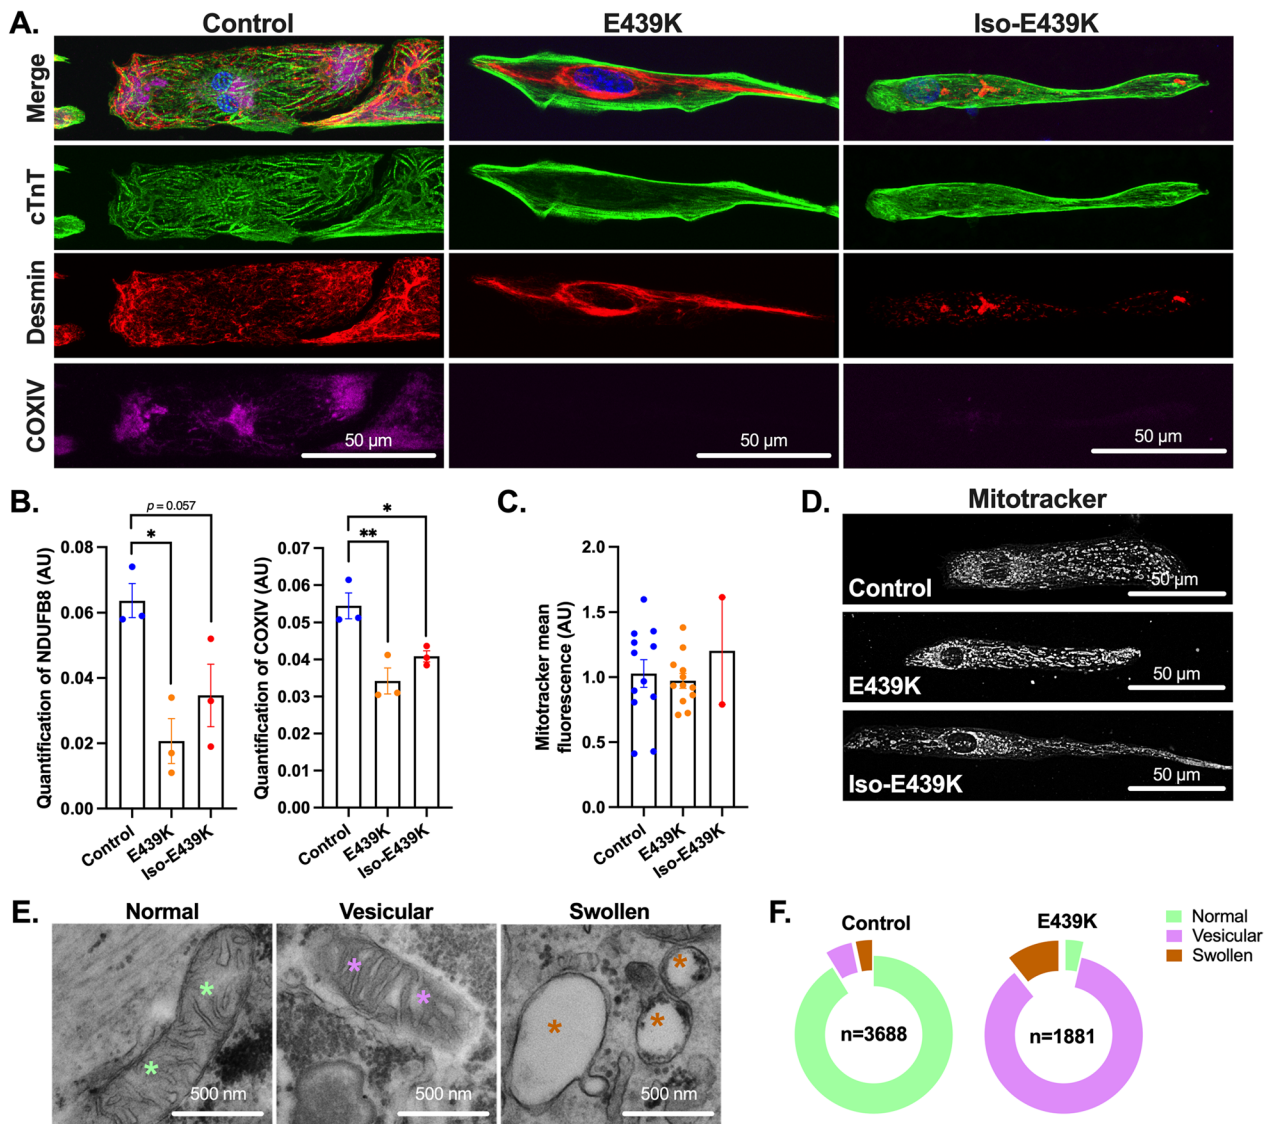 A.
Control
E439K
Iso-E439K
Merge
cTnT
Desmin
COXIV
50 µm
50 µm
50 µm
B.
p = 0.057
*
Quantification of NDUFB8 (AU)
0.08
0.06
0.04
0.02
0.00
Control
E439K
Iso-E439K
*
**
Quantification of COXIV (AU)
0.07
0.06
0.05
0.04
0.03
0.02
0.01
0.00
Control
E439K
Iso-E439K
C.
Mitotracker mean
fluorescence (AU)
2.0
1.5
1.0
0.5
0.0
Control
E439K
Iso-E439K
D.
Mitotracker
Control
50 µm
E439K
50 µm
Iso-E439K
50 µm
E.
Normal
Vesicular
Swollen
*
*
*
*
*
*
*
500 nm
500 nm
500 nm
F.
Control
E439K
n=3688
n=1881
Normal
Vesicular
Swollen